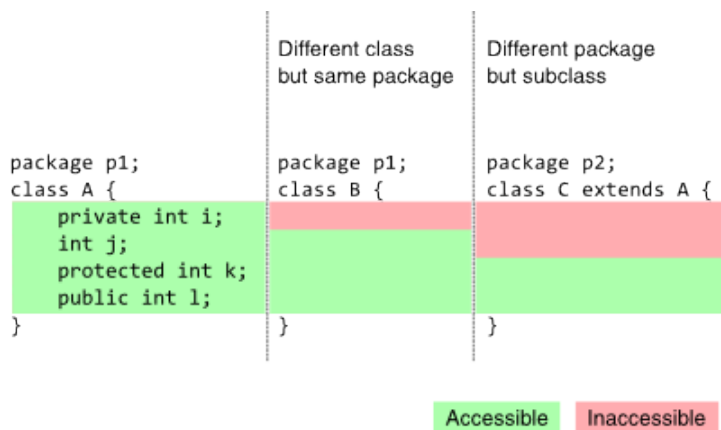 Different class
but same package
Different package
but subclass
package p1;
class A {
    private int i;
    int j;
    protected int k;
    public int l;
}
package p1;
class B {
}
package p2;
class C extends A {
}
Accessible
Inaccessible